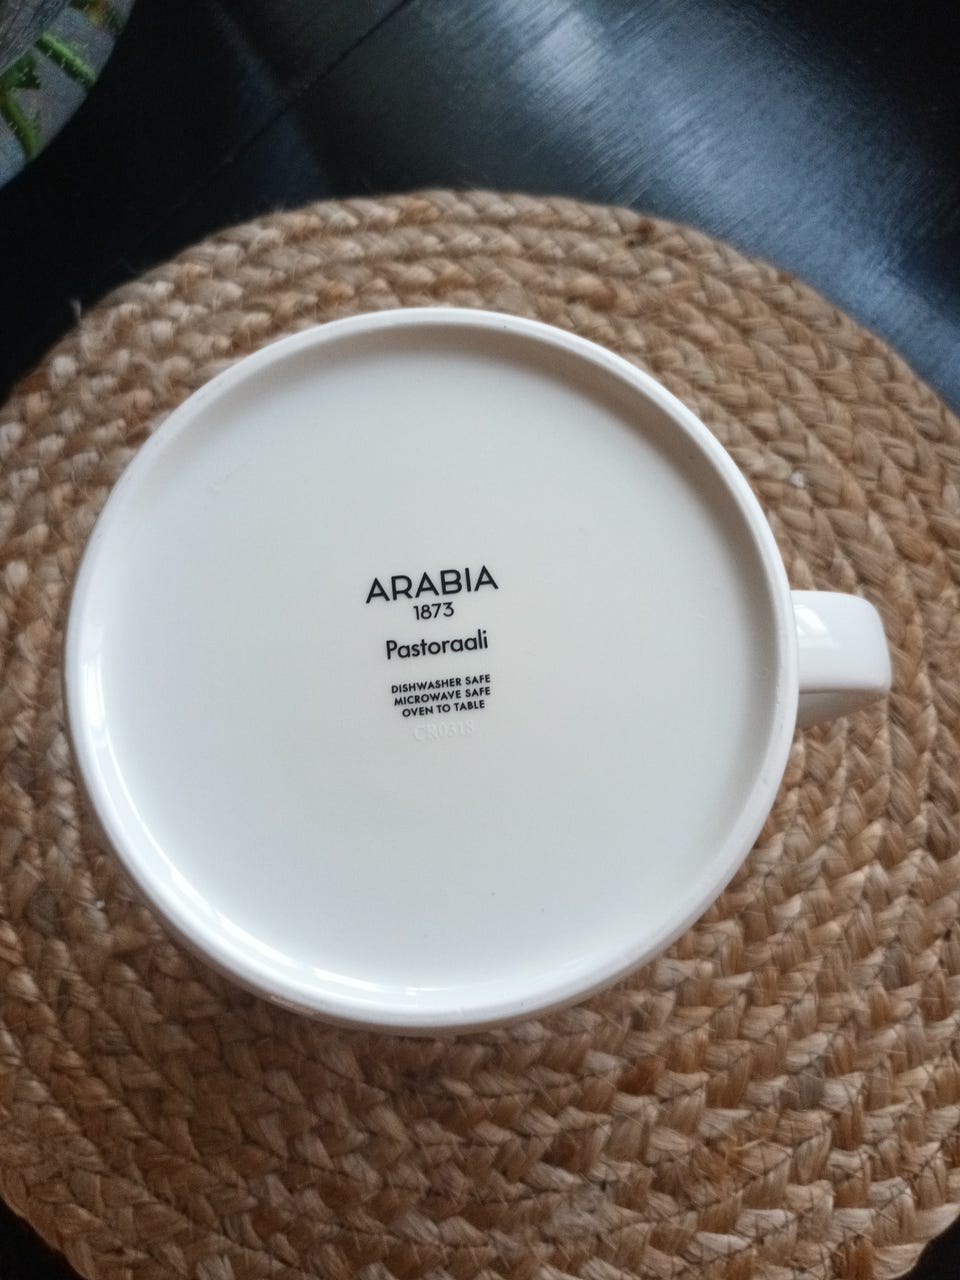 ARABIA
1873
Pastoraali
DISHWASHER SAFE
MICROWAVE SAFE
OVEN TO TABLE
CR0318